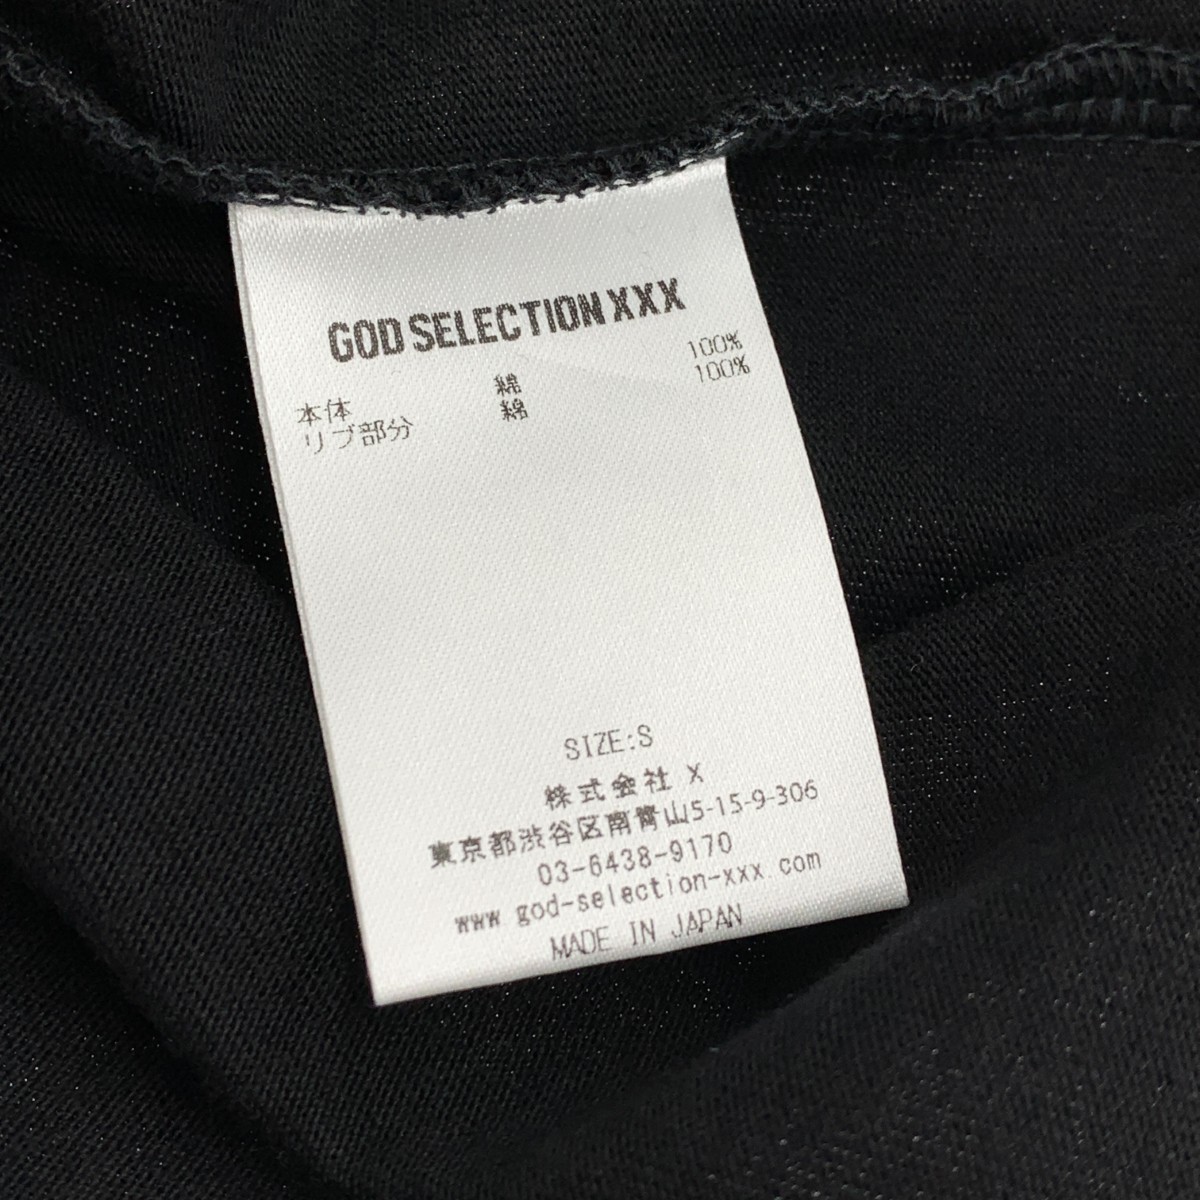 GOD SELECTION XXX
本体 綿 100%
リブ部分 綿 100%
SIZE:S
株式会社 X
東京都渋谷区南青山5-15-9-306
03-6438-9170
www.god-selection-xxx.com
MADE IN JAPAN